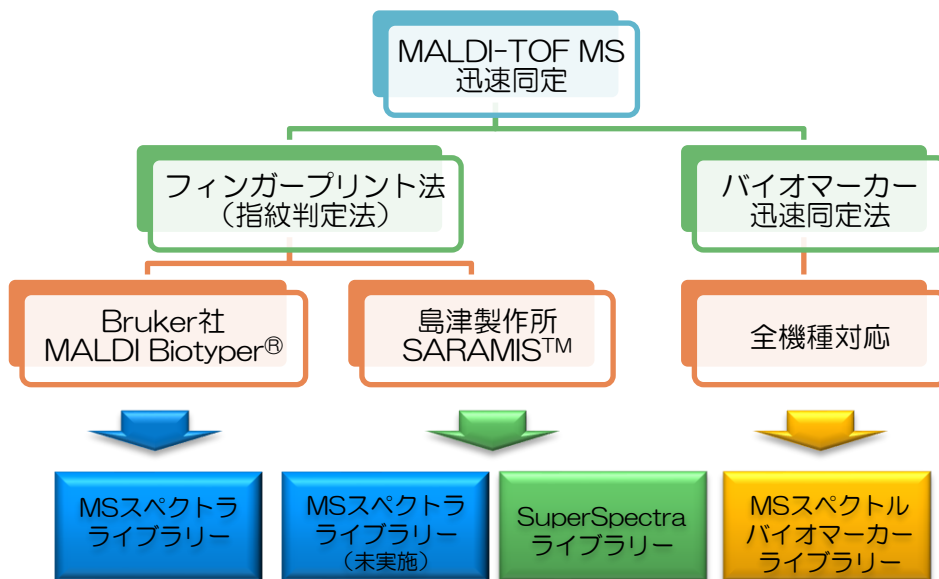 MALDI-TOF MS
迅速同定
フィンガープリント法
（指紋判定法）
バイオマーカー
迅速同定法
Bruker社
MALDI Biotyper®
島津製作所
SARAMIS™
全機種対応
MSスペクトラ
ライブラリー
MSスペクトラ
ライブラリー
（未実施）
SuperSpectra
ライブラリー
MSスペクトル
バイオマーカー
ライブラリー